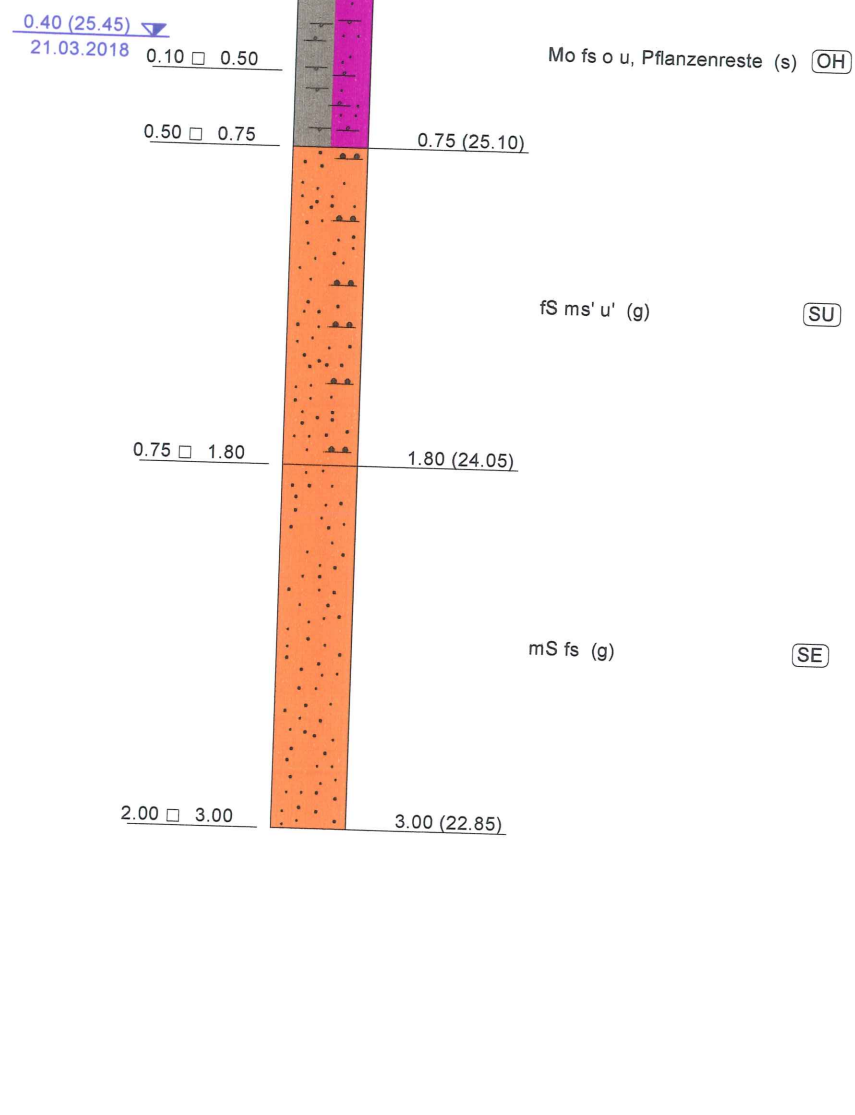 0.40 (25.45)
21.03.2018
0.10 □ 0.50
Mo fs o u, Pflanzenreste (s) OH
0.50 □ 0.75
0.75 (25.10)
fS ms' u' (g) SU
0.75 □ 1.80
1.80 (24.05)
mS fs (g) SE
2.00 □ 3.00
3.00 (22.85)